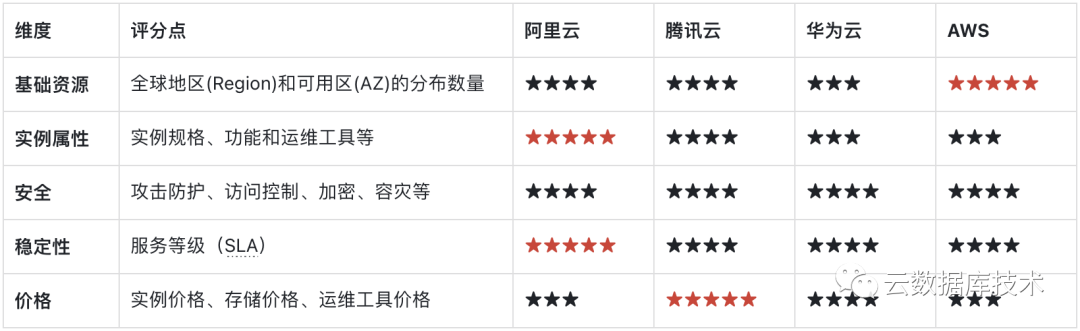 维度 评分点 阿里云 腾讯云 华为云 AWS
基础资源 全球地区(Region)和可用区(AZ)的分布数量 ★★★★ ★★★★ ★★★ ★★★★★
实例属性 实例规格、功能和运维工具等 ★★★★★ ★★★★ ★★★ ★★★
安全 攻击防护、访问控制、加密、容灾等 ★★★★ ★★★★ ★★★★ ★★★★
稳定性 服务等级（SLA） ★★★★★ ★★★★ ★★★★ ★★★★
价格 实例价格、存储价格、运维工具价格 ★★★ ★★★★★ ★★★★ ★★★
云数据库技术